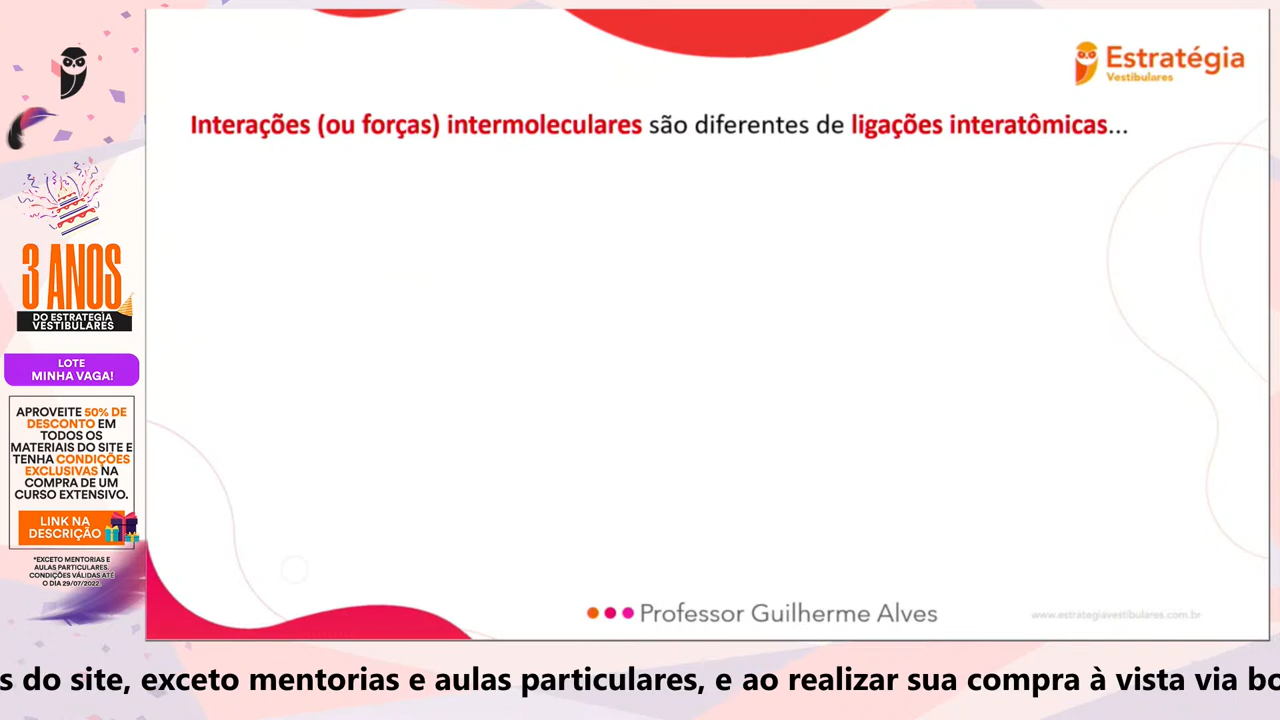 Estratégia
Vestibulares
Interações (ou forças) intermoleculares são diferentes de ligações interatômicas...
3 ANOS
DO ESTRATEGIA
VESTIBULARES
LOTE
MINHA VAGA!
APROVEITE 50% DE
DESCONTO EM
TODOS OS
MATERIAIS DO SITE E
TENHA CONDIÇÕES
EXCLUSIVAS NA
COMPRA DE UM
CURSO EXTENSIVO.
LINK NA
DESCRIÇÃO
*EXCETO MENTORIAS E
AULAS PARTICULARES.
CONDIÇÕES VÁLIDAS ATÉ
O DIA 29/07/2022.
Professor Guilherme Alves
www.estrategiavestibulares.com.br
s do site, exceto mentorias e aulas particulares, e ao realizar sua compra à vista via bo